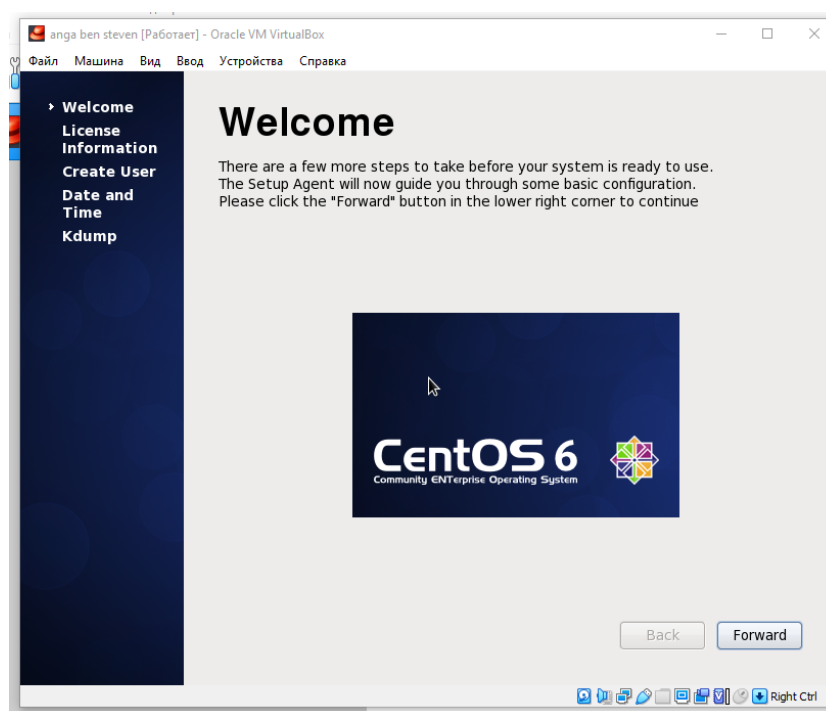 anga ben steven [Работает] - Oracle VM VirtualBox
Файл Машина Вид Ввод Устройства Справка
Welcome
License
Information
Create User
Date and
Time
Kdump
Welcome
There are a few more steps to take before your system is ready to use.
The Setup Agent will now guide you through some basic configuration.
Please click the "Forward" button in the lower right corner to continue
CentOS 6
Community ENTerprise Operating System
Back Forward
Right Ctrl